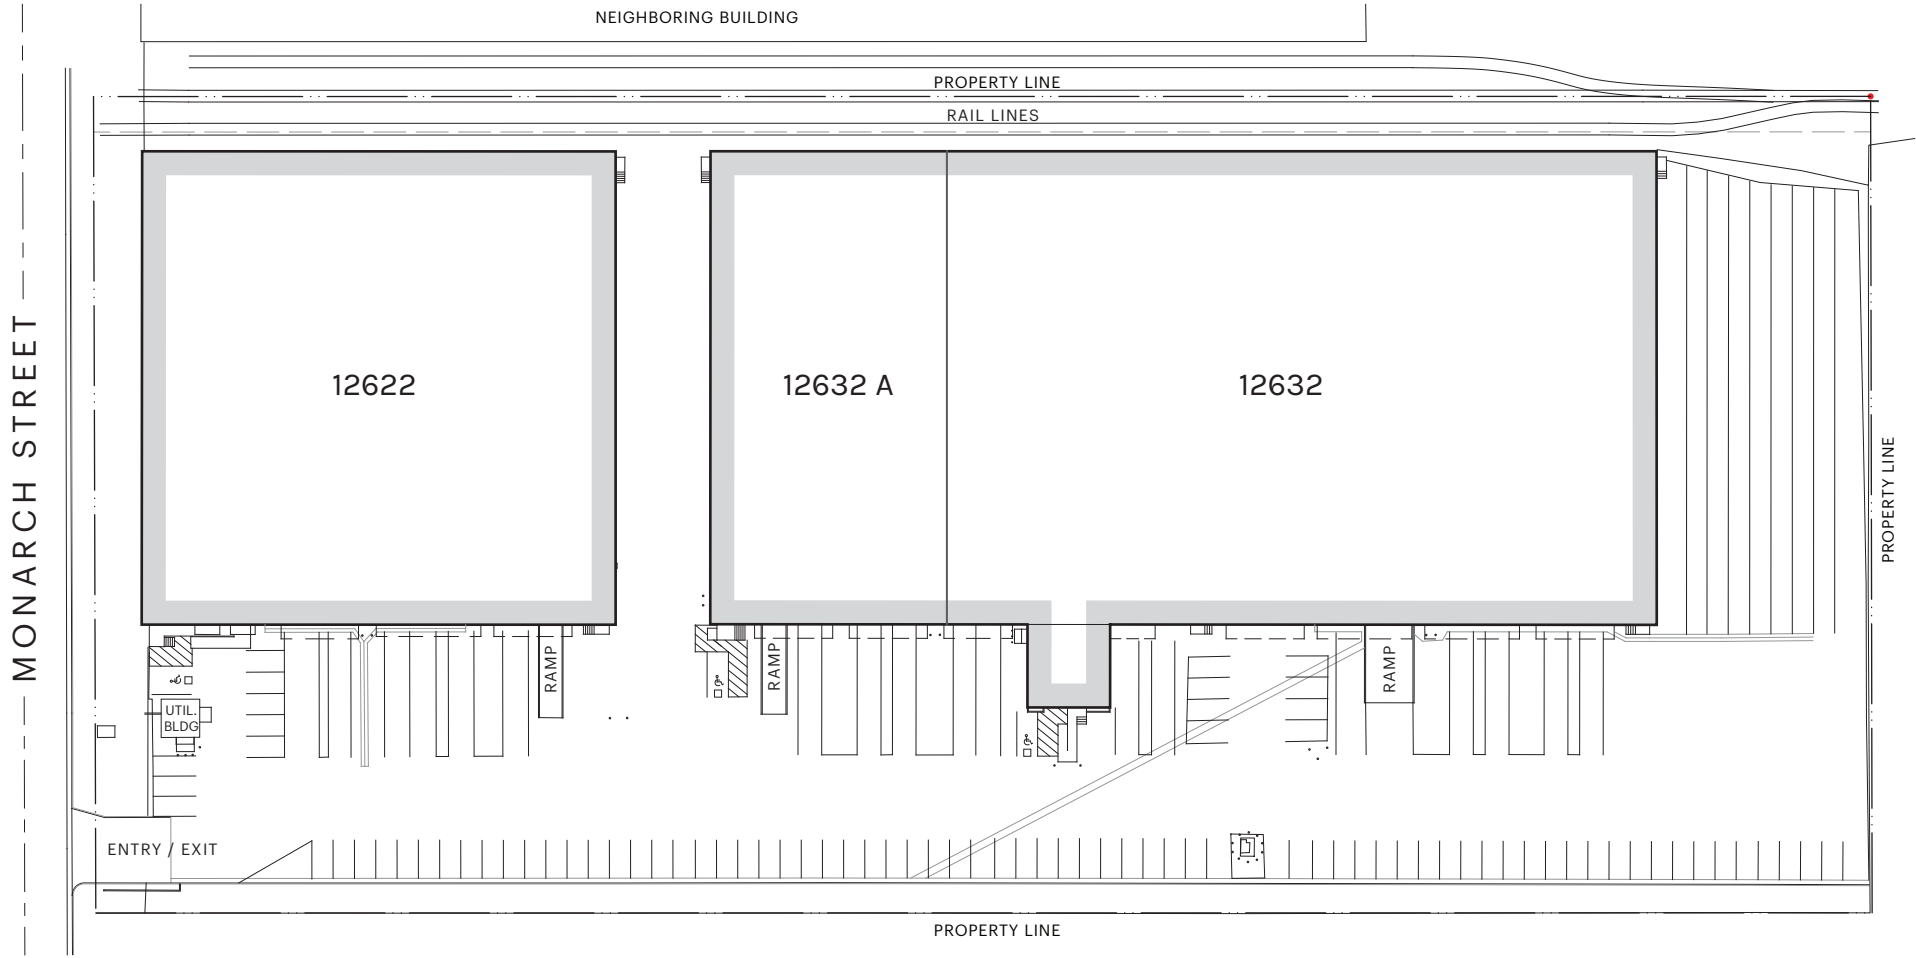 NEIGHBORING BUILDING
PROPERTY LINE
RAIL LINES
MONARCH STREET
12622
12632 A
12632
PROPERTY LINE
RAMP
RAMP
RAMP
UTIL.
BLDG
ENTRY / EXIT
PROPERTY LINE